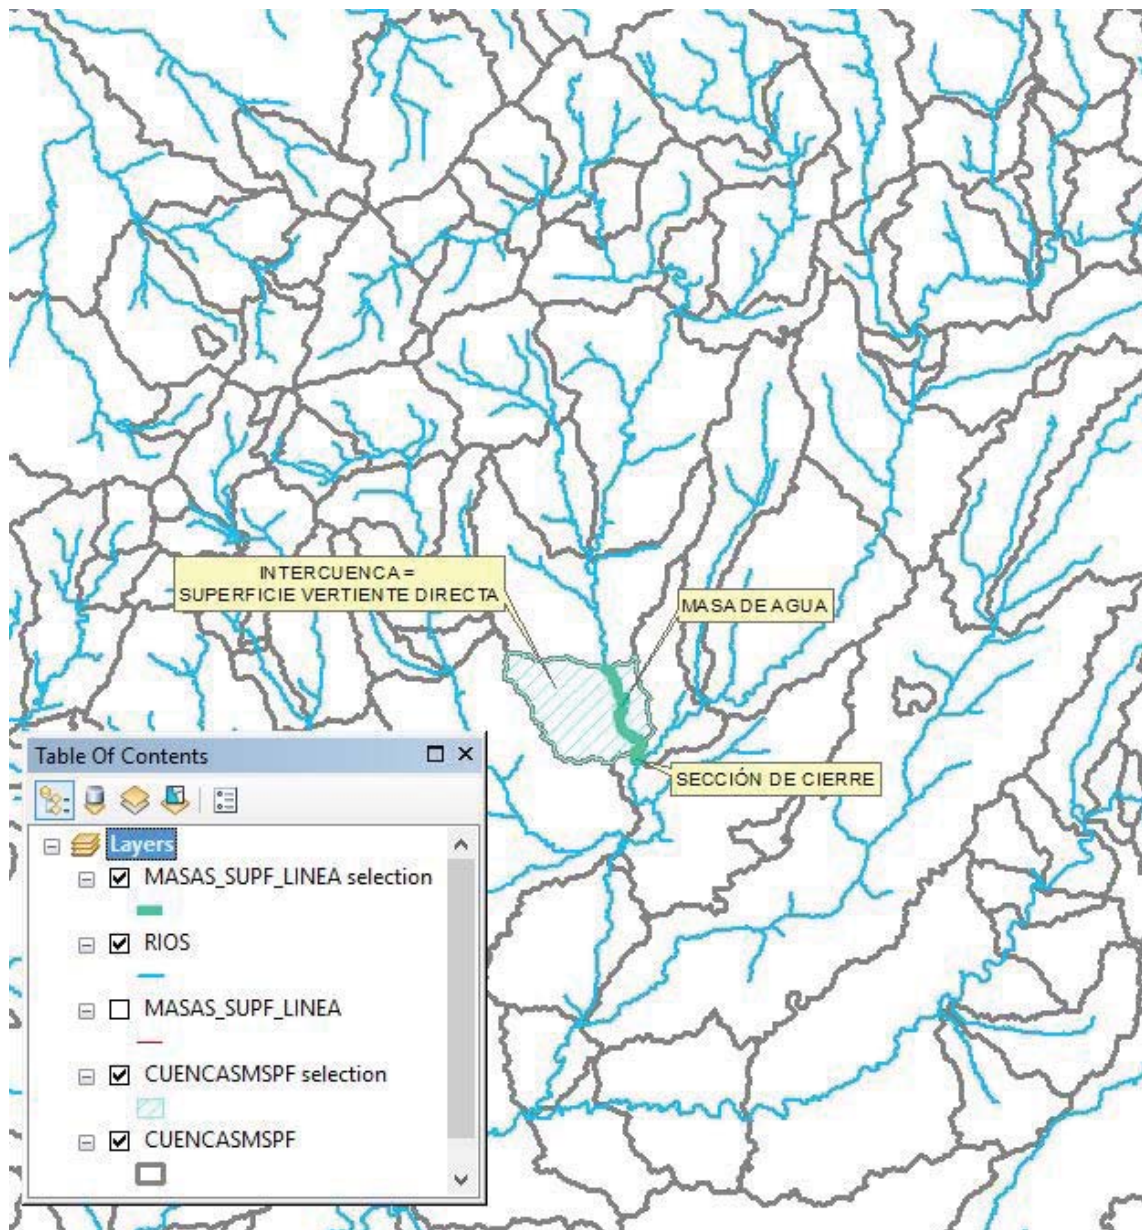 INTERCUENCA =
SUPERFICIE VERTIENTE DIRECTA
MASA DE AGUA
SECCIÓN DE CIERRE
Table Of Contents
Layers
MASAS_SUPF_LINEA selection
RIOS
MASAS_SUPF_LINEA
CUENCASMSPF selection
CUENCASMSPF